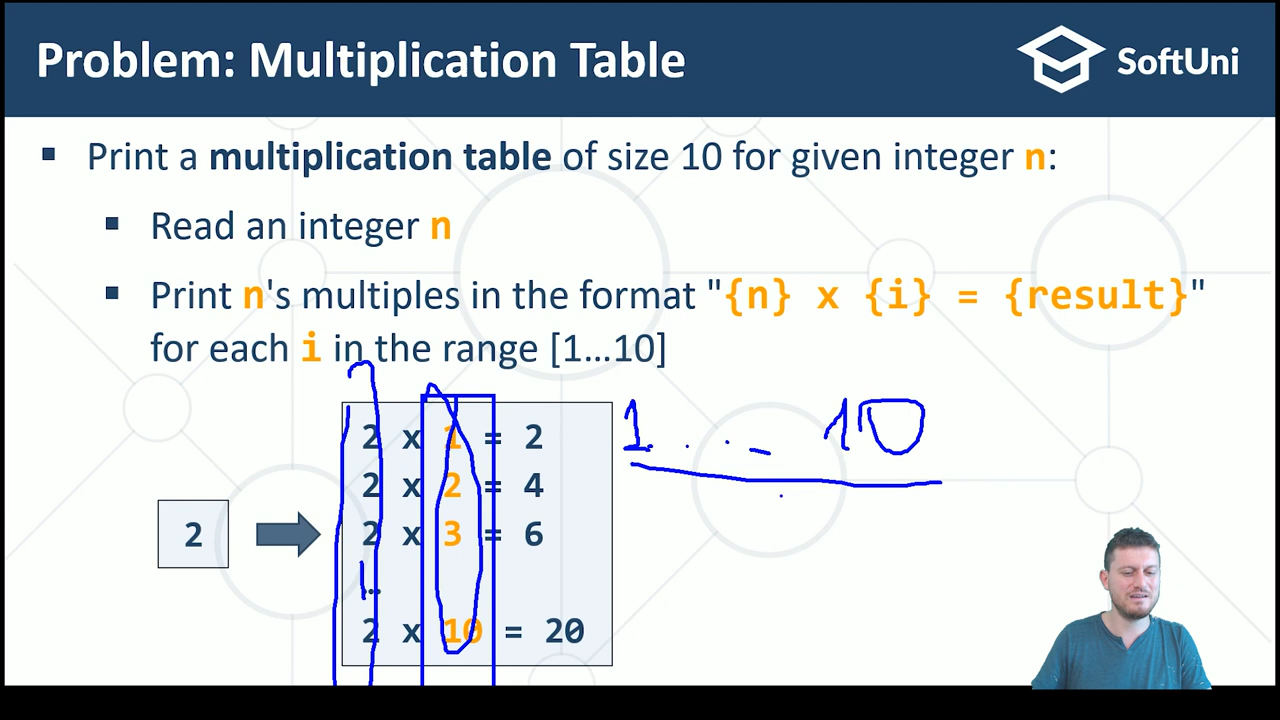 Problem: Multiplication Table
SoftUni
▪ Print a multiplication table of size 10 for given integer n:
▪ Read an integer n
▪ Print n's multiples in the format "{n} x {i} = {result}"
for each i in the range [1...10]
2 x 1 = 2
2 x 2 = 4
2 x 3 = 6
...
2 x 10 = 20
2
1 . . . _ 10